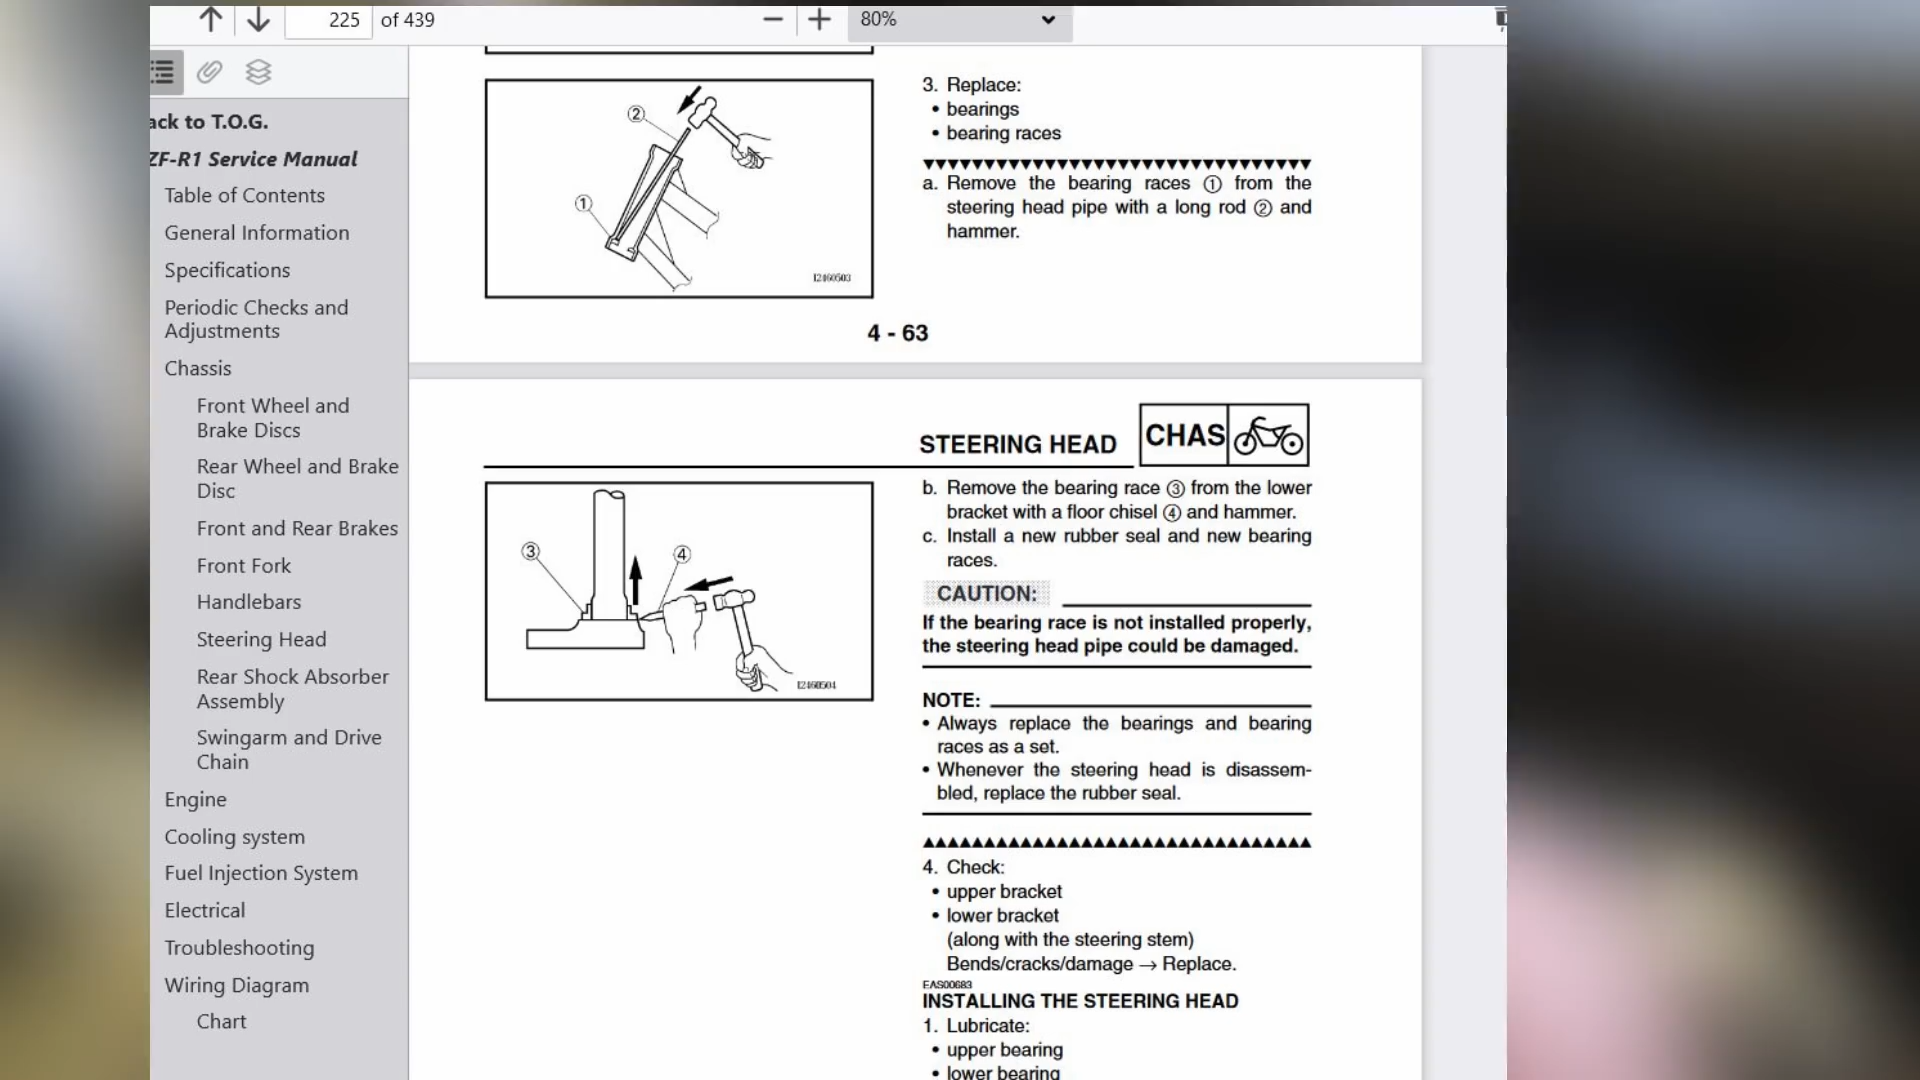 225 of 439
80%
ack to T.O.G.
ZF-R1 Service Manual
Table of Contents
General Information
Specifications
Periodic Checks and
Adjustments
Chassis
Front Wheel and
Brake Discs
Rear Wheel and Brake
Disc
Front and Rear Brakes
Front Fork
Handlebars
Steering Head
Rear Shock Absorber
Assembly
Swingarm and Drive
Chain
Engine
Cooling system
Fuel Injection System
Electrical
Troubleshooting
Wiring Diagram
Chart
②
①
12460503
3. Replace:
• bearings
• bearing races
▼▼▼▼▼▼▼▼▼▼▼▼▼▼▼▼▼▼▼▼▼▼▼▼▼▼▼▼▼▼▼▼
a. Remove the bearing races ① from the
steering head pipe with a long rod ② and
hammer.
4 - 63
STEERING HEAD CHAS
③
④
12460504
b. Remove the bearing race ③ from the lower
bracket with a floor chisel ④ and hammer.
c. Install a new rubber seal and new bearing
races.
CAUTION:
If the bearing race is not installed properly,
the steering head pipe could be damaged.
NOTE:
• Always replace the bearings and bearing
races as a set.
• Whenever the steering head is disassem-
bled, replace the rubber seal.
▲▲▲▲▲▲▲▲▲▲▲▲▲▲▲▲▲▲▲▲▲▲▲▲▲▲▲▲▲▲▲▲
4. Check:
• upper bracket
• lower bracket
(along with the steering stem)
Bends/cracks/damage → Replace.
EAS00683
INSTALLING THE STEERING HEAD
1. Lubricate:
• upper bearing
• lower bearing